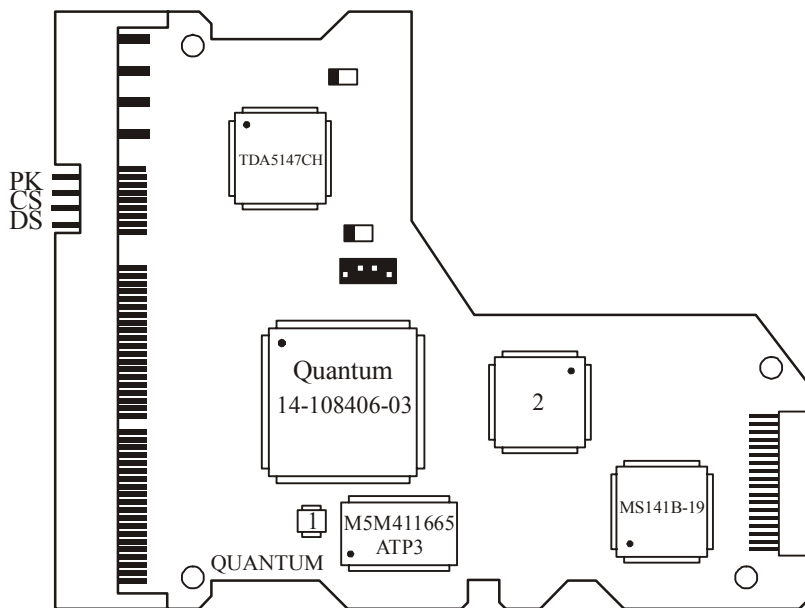 TDA5147CH
PK
CS
DS
Quantum
14-108406-03
2
MS141B-19
1
M5M411665
ATP3
QUANTUM